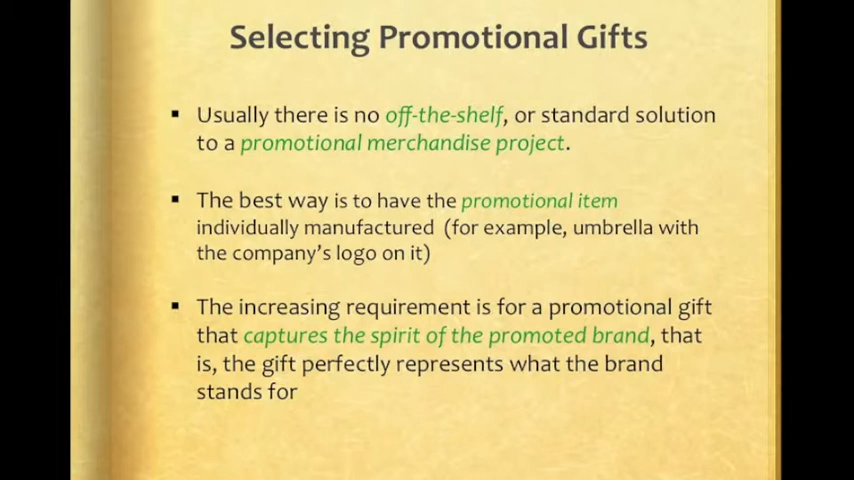 Selecting Promotional Gifts
▪ Usually there is no off-the-shelf, or standard solution
to a promotional merchandise project.
▪ The best way is to have the promotional item
individually manufactured (for example, umbrella with
the company's logo on it)
▪ The increasing requirement is for a promotional gift
that captures the spirit of the promoted brand, that
is, the gift perfectly represents what the brand
stands for